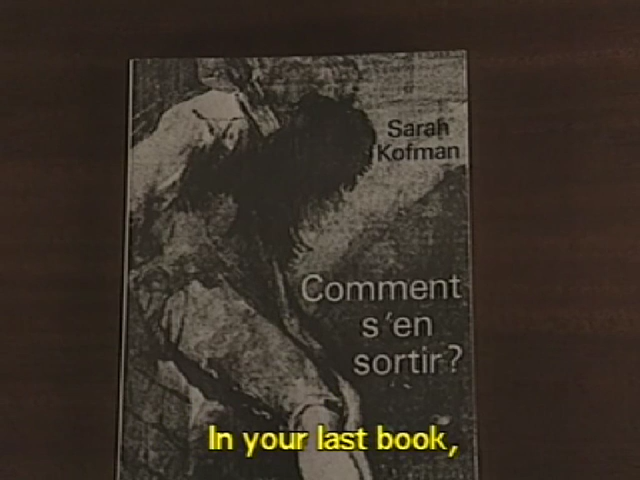 Sarah
Kofman
Comment
s'en
sortir?
In your last book,